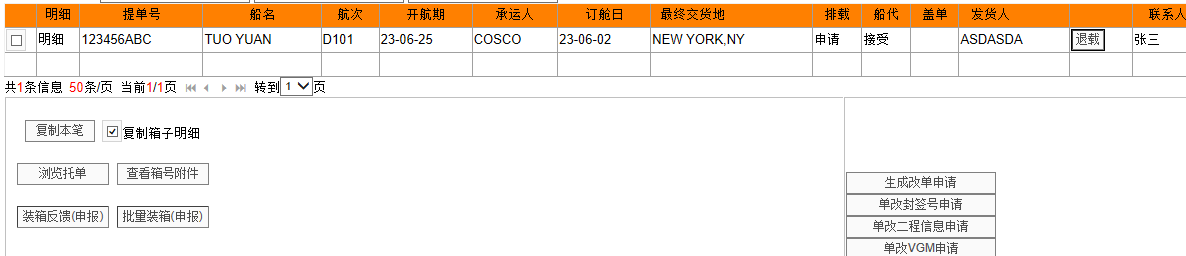 明细 提单号 船名 航次 开航期 承运人 订舱日 最终交货地 排载 船代 盖单 发货人 联系人
明细 123456ABC TUO YUAN D101 23-06-25 COSCO 23-06-02 NEW YORK,NY 申请 接受 ASDASDA 退载 张三
共1条信息 50条/页 当前1/1页 转到 1 页
复制本笔 复制箱子明细
浏览托单 查看箱号附件
生成改单申请
单改封签号申请
装箱反馈(申报) 批量装箱(申报)
单改二程信息申请
单改VGM申请